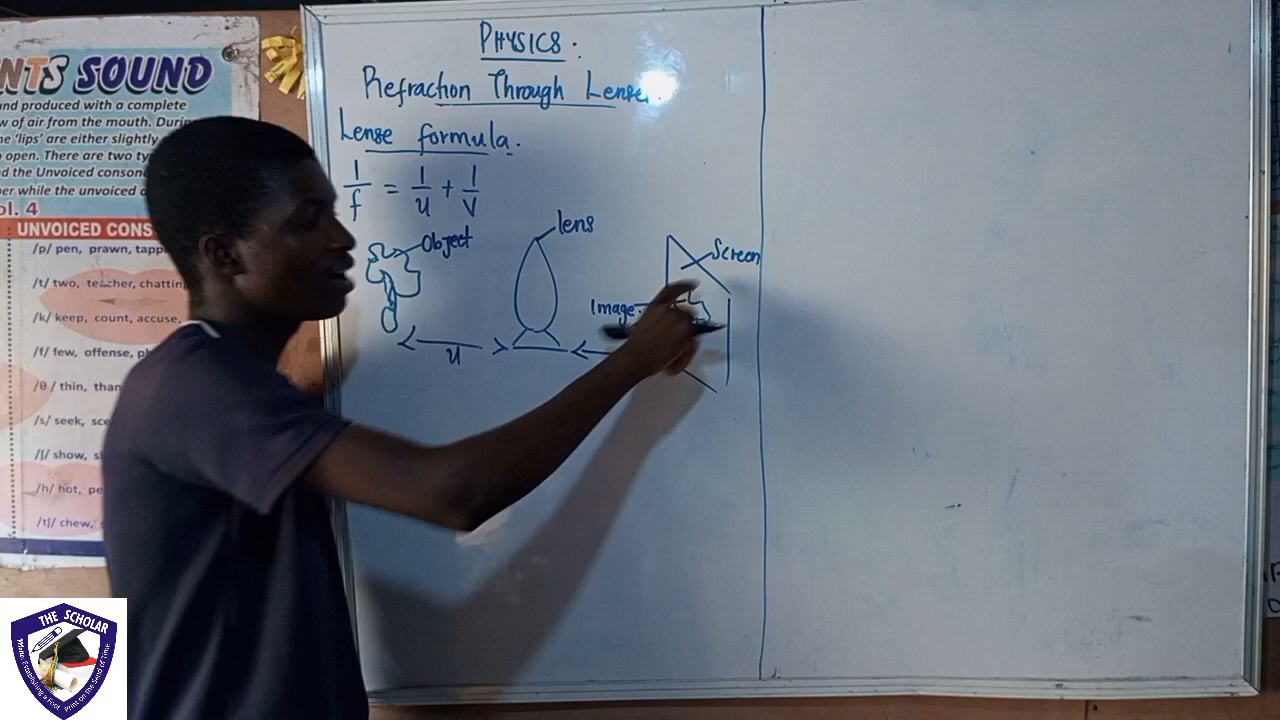 NTS SOUND
und produced with a complete
w of air from the mouth. Durin
he 'lips' are either slightly
open. There are two ty
d the Unvoiced conson
er while the unvoiced
ol. 4
UNVOICED CONS
/p/ pen, prawn, tapp
/t/ two, teacher, chattin
/k/ keep, count, accuse,
/f/ few, offense, ph
/θ/ thin, than
/s/ seek, sce
/ʃ/ show, s
/h/ hot, pe
/tʃ/ chew,
PHYSICS.
Refraction Through Lense
Lense formula.
1/f = 1/u + 1/v
Object
lens
Screen
Image
u
THE SCHOLAR